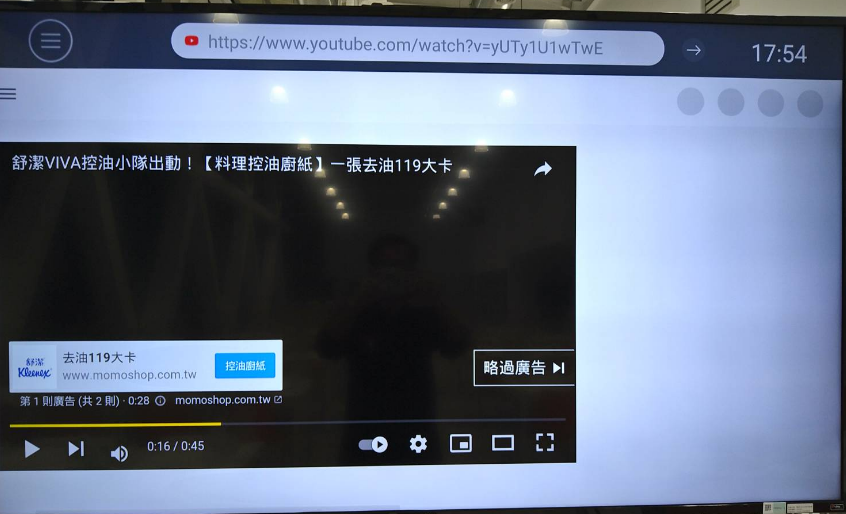 https://www.youtube.com/watch?v=yUTy1U1wTwE
17:54
舒潔VIVA控油小隊出動！【料理控油廚紙】一張去油119大卡
舒潔
Kleenex
去油119大卡
www.momoshop.com.tw
控油廚紙
略過廣告
第 1 則廣告 (共 2 則) · 0:28 momoshop.com.tw
0:16 / 0:45